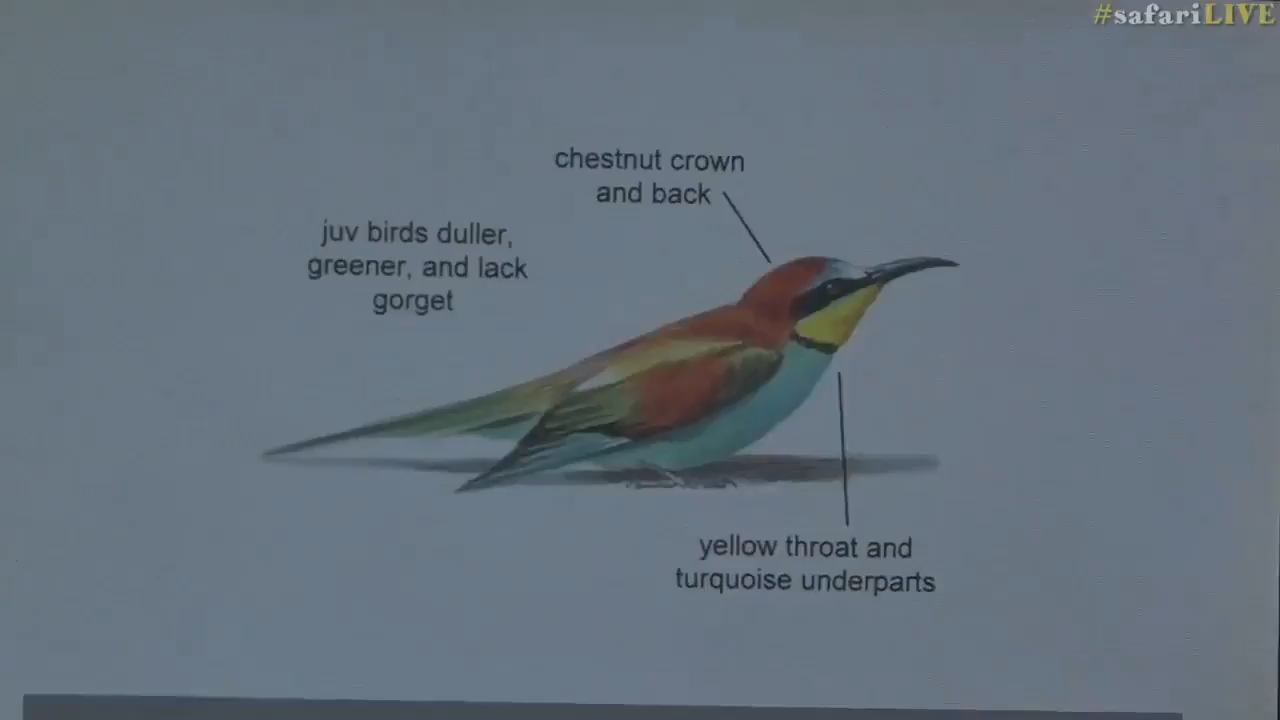 #safariLIVE
chestnut crown
and back
juv birds duller,
greener, and lack
gorget
yellow throat and
turquoise underparts